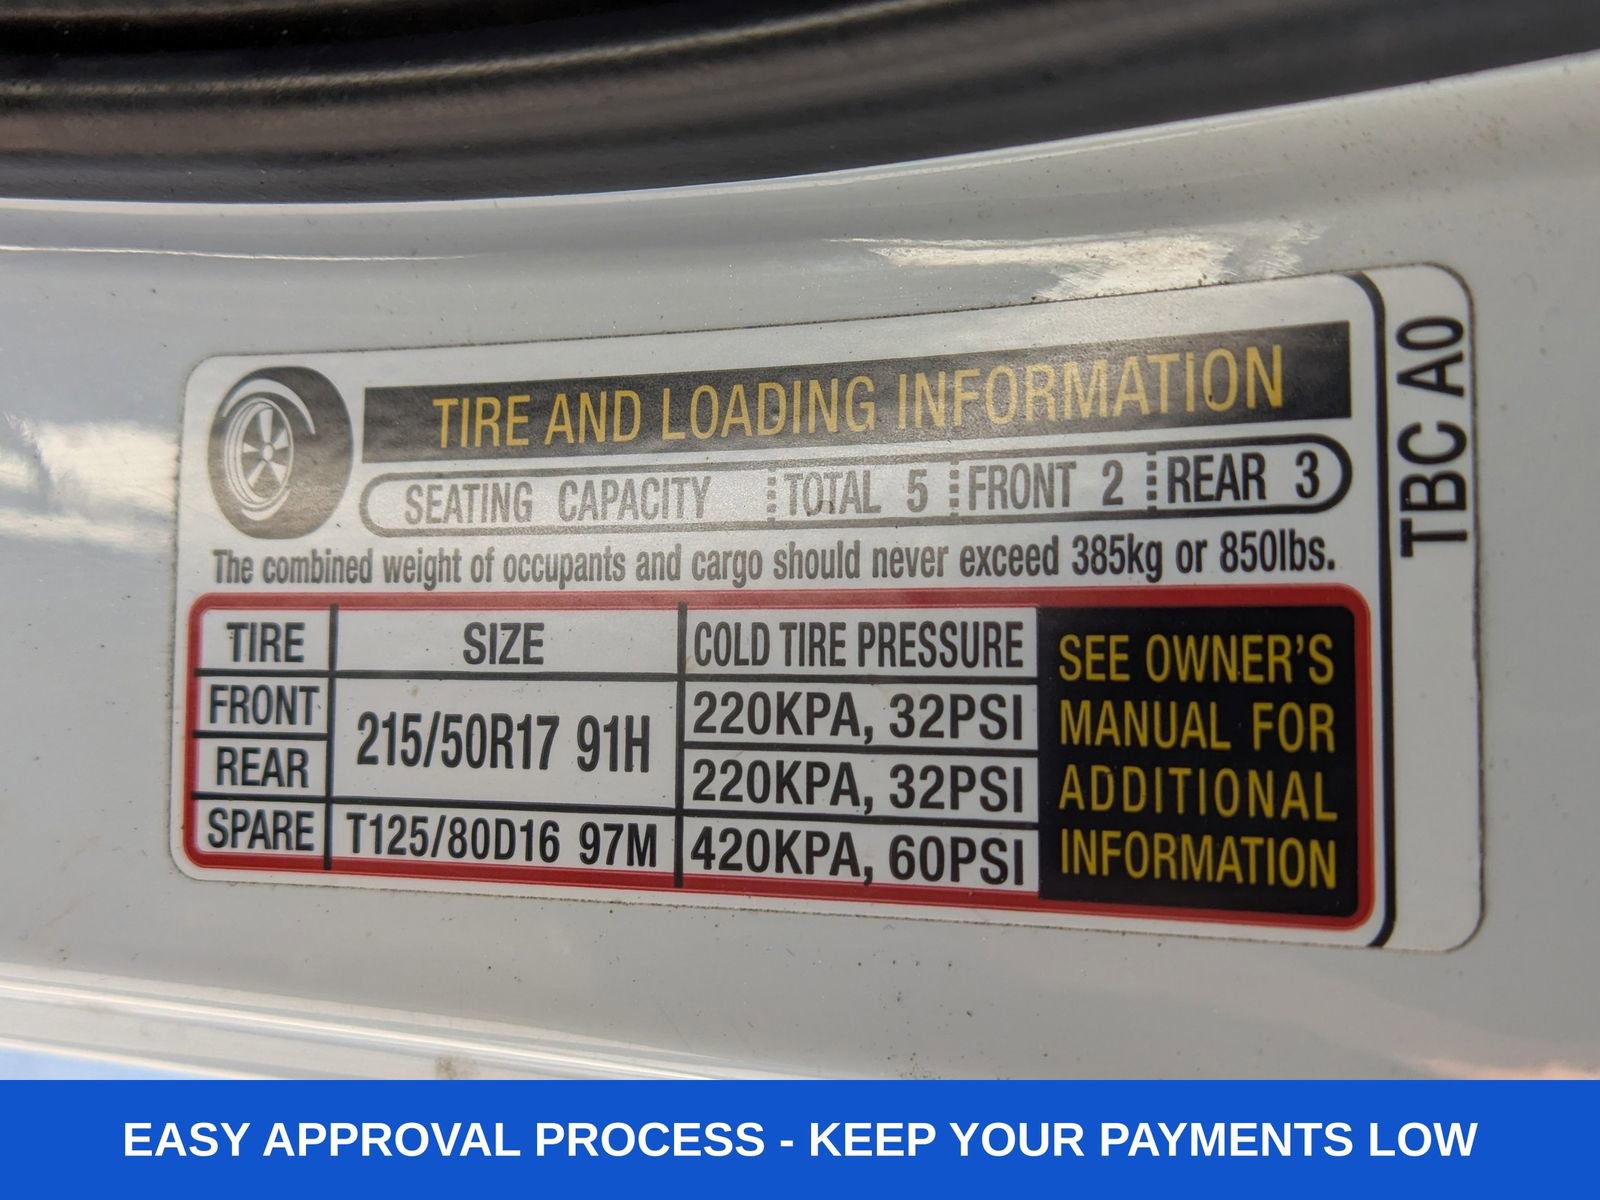 TIRE AND LOADING INFORMATION
SEATING CAPACITY TOTAL 5 FRONT 2 REAR 3
The combined weight of occupants and cargo should never exceed 385kg or 850lbs.
TIRE SIZE COLD TIRE PRESSURE
FRONT 215/50R17 91H 220KPA, 32PSI
REAR 220KPA, 32PSI
SPARE T125/80D16 97M 420KPA, 60PSI
SEE OWNER'S
MANUAL FOR
ADDITIONAL
INFORMATION
TBC A0
EASY APPROVAL PROCESS - KEEP YOUR PAYMENTS LOW